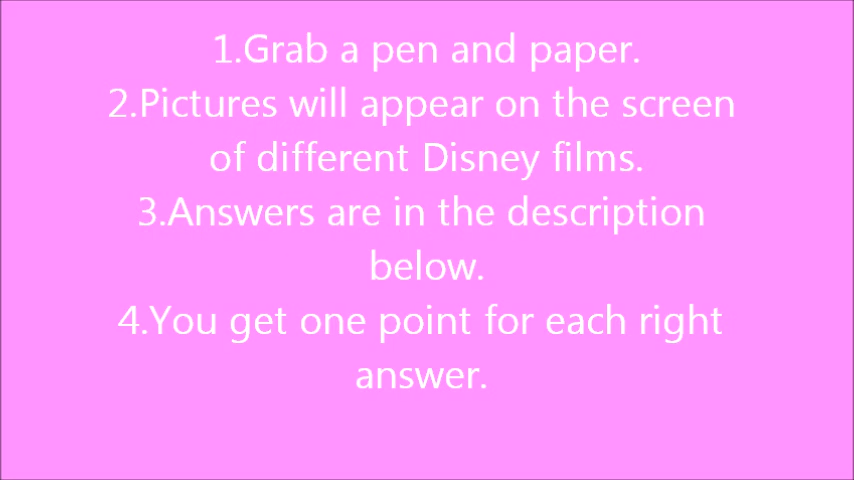 1.Grab a pen and paper.
2.Pictures will appear on the screen
of different Disney films.
3.Answers are in the description
below.
4.You get one point for each right
answer.